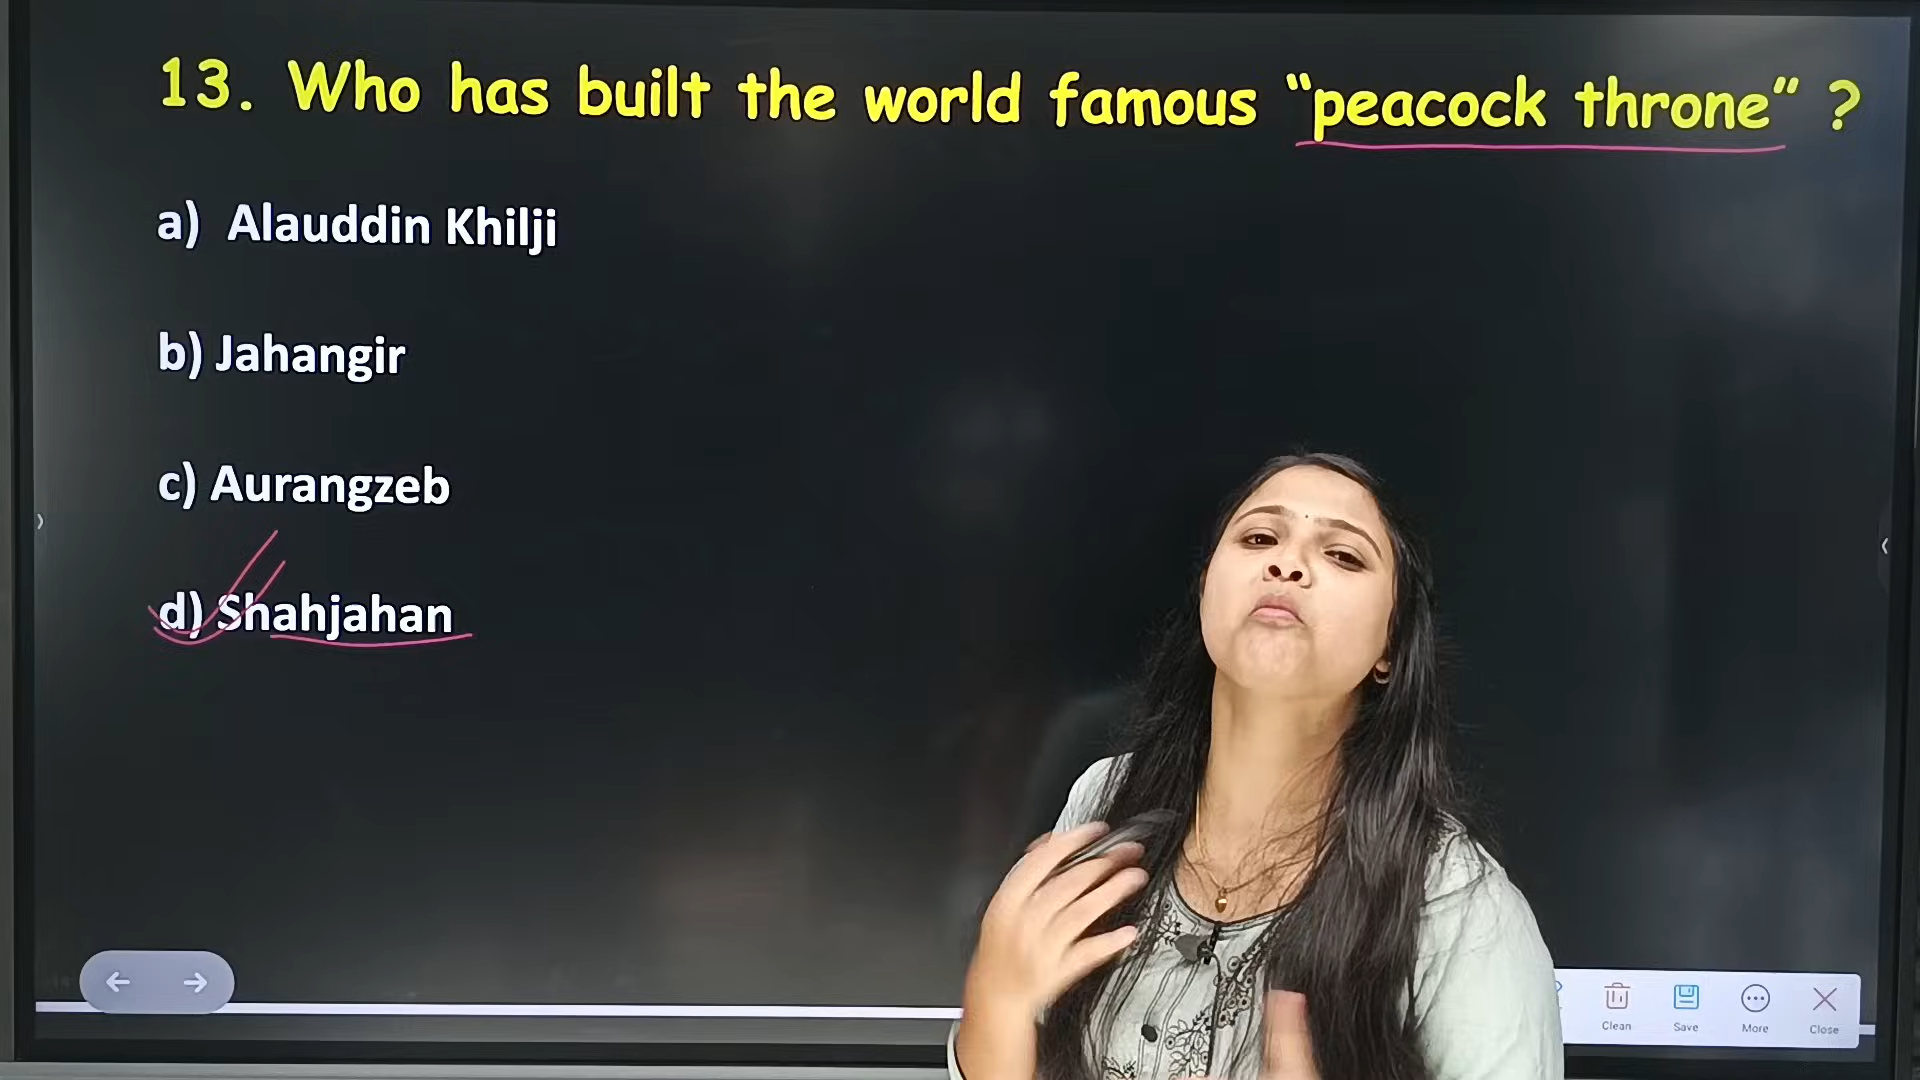 13. Who has built the world famous “peacock throne” ?
a) Alauddin Khilji
b) Jahangir
c) Aurangzeb
d) Shahjahan
Clean Save More Close